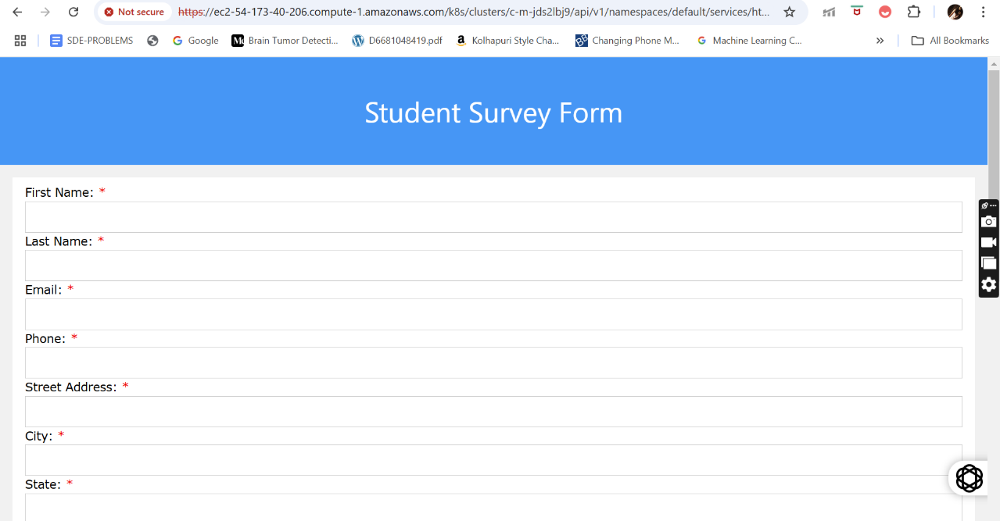 Not secure https://ec2-54-173-40-206.compute-1.amazonaws.com/k8s/clusters/c-m-jds2lbj9/api/v1/namespaces/default/services/ht...
SDE-PROBLEMS Google Me Brain Tumor Detecti... D6681048419.pdf Kolhapuri Style Cha... Changing Phone M... Machine Learning C... » All Bookmarks
Student Survey Form
First Name: *
Last Name: *
Email: *
Phone: *
Street Address: *
City: *
State: *